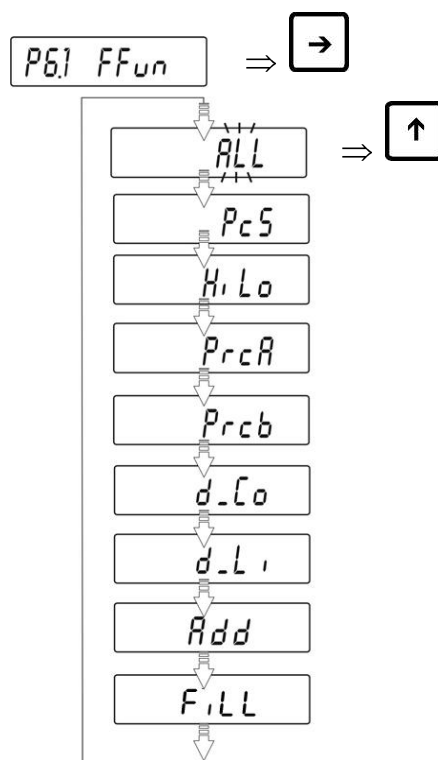 P6.1 FFun ⇒ →
ALL ⇒ ↑
PcS
HiLo
PrcA
Prcb
d_Co
d_Li
Add
FiLL